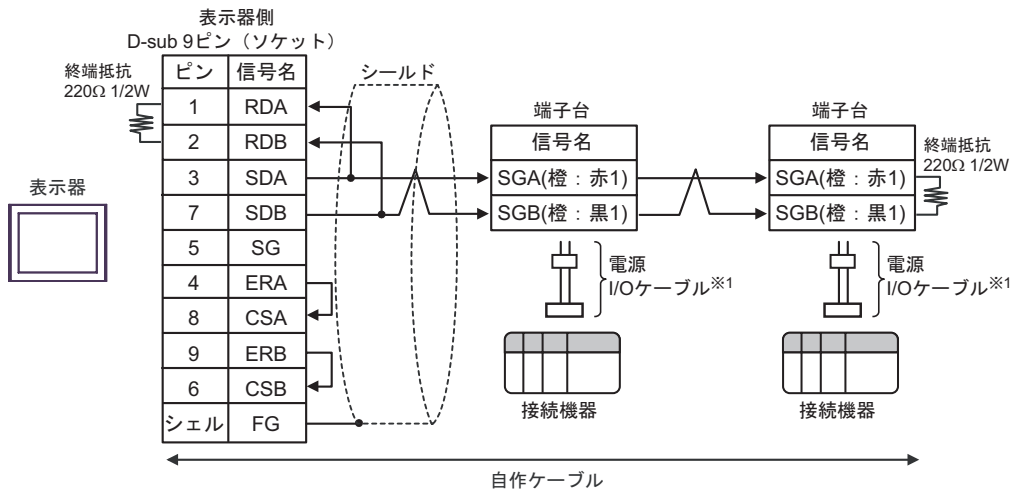 表示器側
D-sub 9ピン（ソケット）
終端抵抗
220Ω 1/2W
ピン 信号名
1 RDA
2 RDB
3 SDA
7 SDB
5 SG
4 ERA
8 CSA
9 ERB
6 CSB
シェル FG
表示器
シールド
端子台
信号名
SGA(橙：赤1)
SGB(橙：黒1)
電源
I/Oケーブル※1
接続機器
端子台
信号名
SGA(橙：赤1)
SGB(橙：黒1)
終端抵抗
220Ω 1/2W
電源
I/Oケーブル※1
接続機器
自作ケーブル